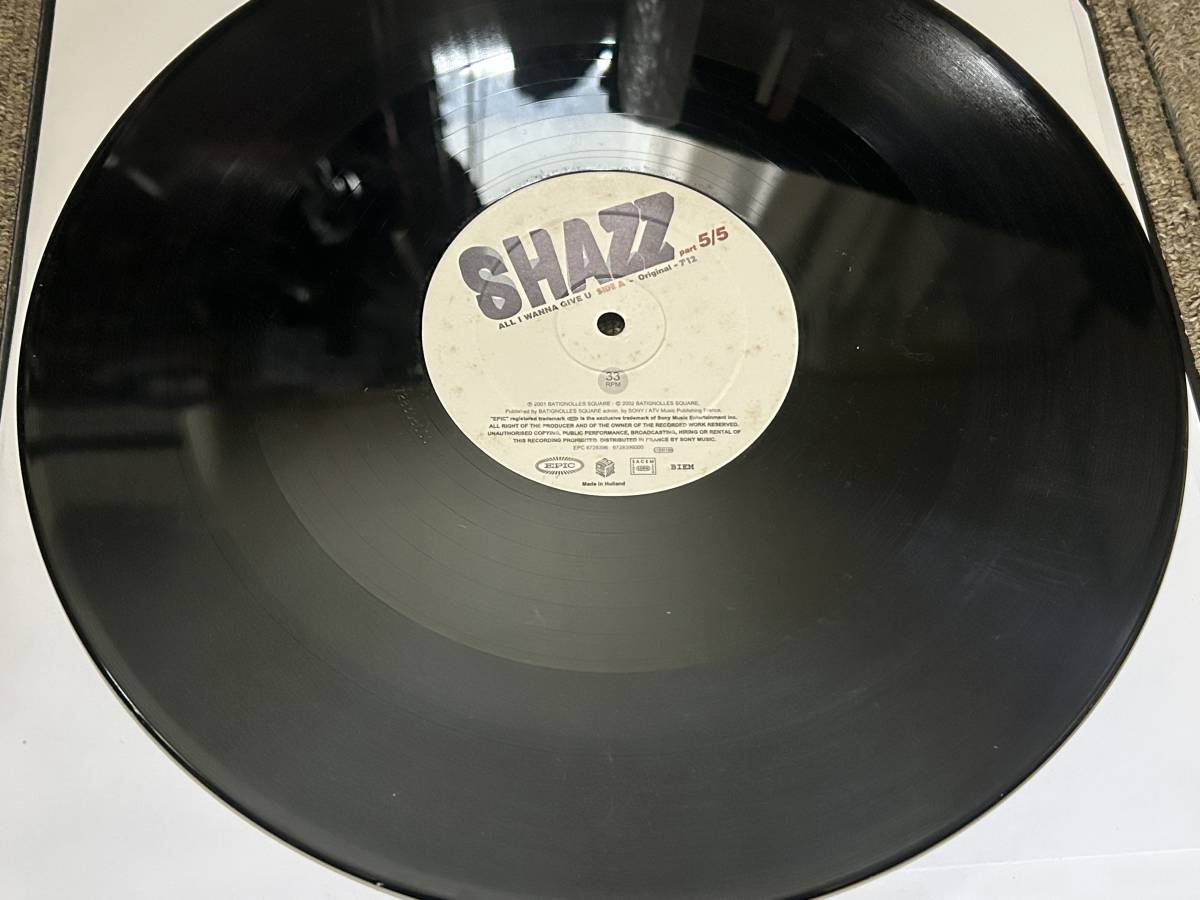 SHAZZ
part 5/5
ALL I WANNA GIVE U SIDE A - Original - 7'12
33
RPM
℗ 2001 BATIGNOLLES SQUARE - © 2002 BATIGNOLLES SQUARE.
Published by BATIGNOLLES SQUARE admin. by SONY / ATV Music Publishing France.
"EPIC" registered trademark is the exclusive trademark of Sony Music Entertainment Inc.
ALL RIGHT OF THE PRODUCER AND OF THE OWNER OF THE RECORDED WORK RESERVED.
UNAUTHORISED COPYING, PUBLIC PERFORMANCE, BROADCASTING, HIRING OR RENTAL OF
THIS RECORDING PROHIBITED. DISTRIBUTED IN FRANCE BY SONY MUSIC.
EPC 6728396
EPIC
SACEM
BIEM
Made in Holland